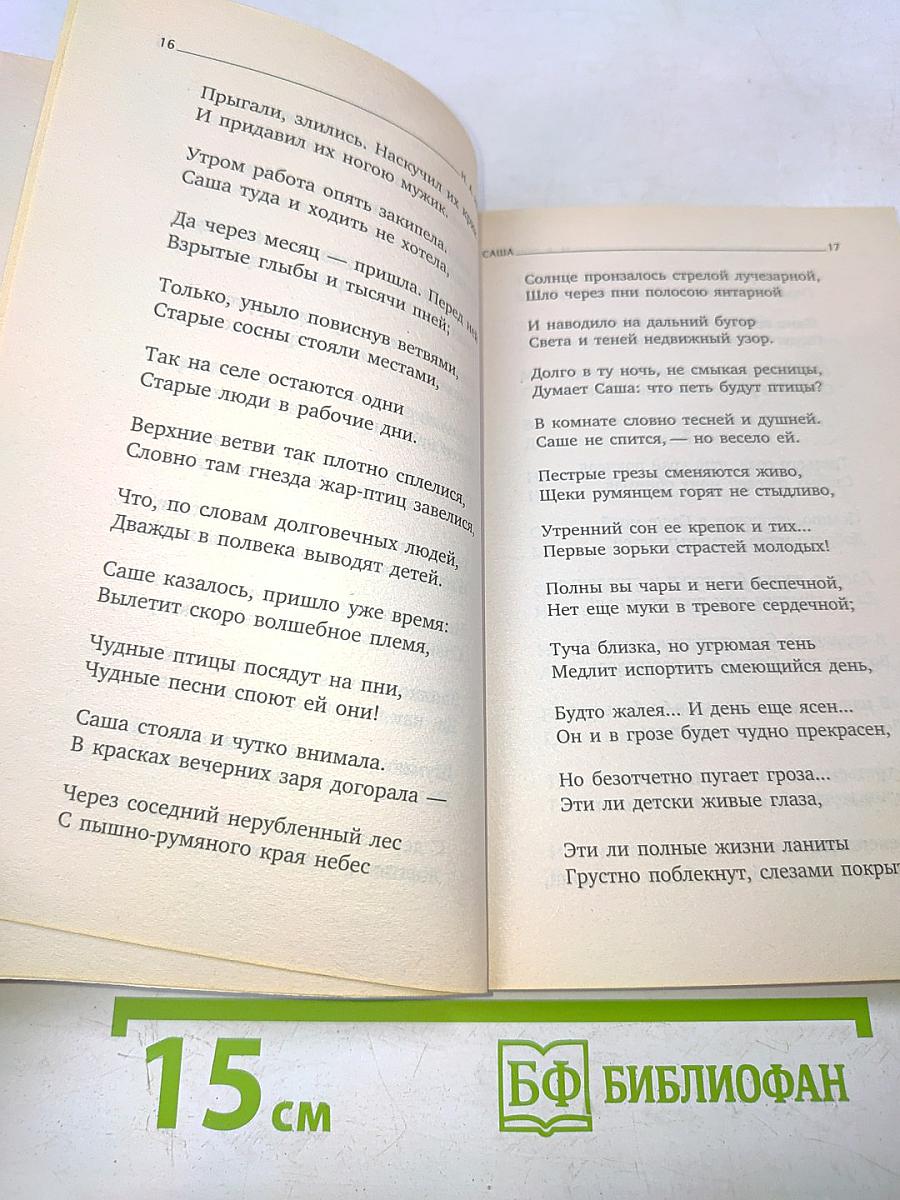 16
Прыгали, злились. Наскучил их крик
И придавил их ногою мужик.
Утром работа опять закипела.
Саша туда и ходить не хотела,
Да через месяц — пришла. Перед ней
Взрытые глыбы и тысячи пней;
Только, уныло повиснув ветвями,
Старые сосны стояли местами,
Так на селе остаются одни
Старые люди в рабочие дни.
Верхние ветви так плотно сплелися,
Словно там гнезда жар-птиц завелися,
Что, по словам долговечных людей,
Дважды в полвека выводят детей.
Саше казалось, пришло уже время:
Вылетит скоро волшебное племя,
Чудные птицы посядут на пни,
Чудные песни споют ей они!
Саша стояла и чутко внимала.
В красках вечерних заря догорала —
Через соседний нерубленный лес
С пышно-румяного края небес
САША 17
Солнце пронзалось стрелой лучезарной,
Шло через пни полосою янтарной
И наводило на дальний бугор
Света и теней недвижный узор.
Долго в ту ночь, не смыкая ресницы,
Думает Саша: что петь будут птицы?
В комнате словно тесней и душней.
Саше не спится, — но весело ей.
Пестрые грезы сменяются живо,
Щеки румянцем горят не стыдливо,
Утренний сон ее крепок и тих...
Первые зорьки страстей молодых!
Полны вы чары и неги беспечной,
Нет еще муки в тревоге сердечной;
Туча близка, но угрюмая тень
Медлит испортить смеющийся день,
Будто жалея... И день еще ясен...
Он и в грозе будет чудно прекрасен,
Но безотчетно пугает гроза...
Эти ли детски живые глаза,
Эти ли полные жизни ланиты
Грустно поблекнут, слезами покрыт
15 см
БФ БИБЛИОФАН